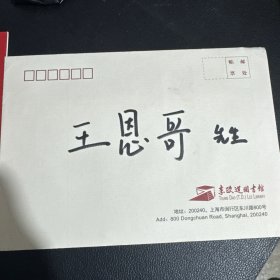 邮票
贴处
王恩哥 先生
李政道图书馆
TSUNG-DAO (T. D.) LEE LIBRARY
地址：200240，上海市闵行区东川路800号
Add: 800 Dongchuan Road, Shanghai, 200240